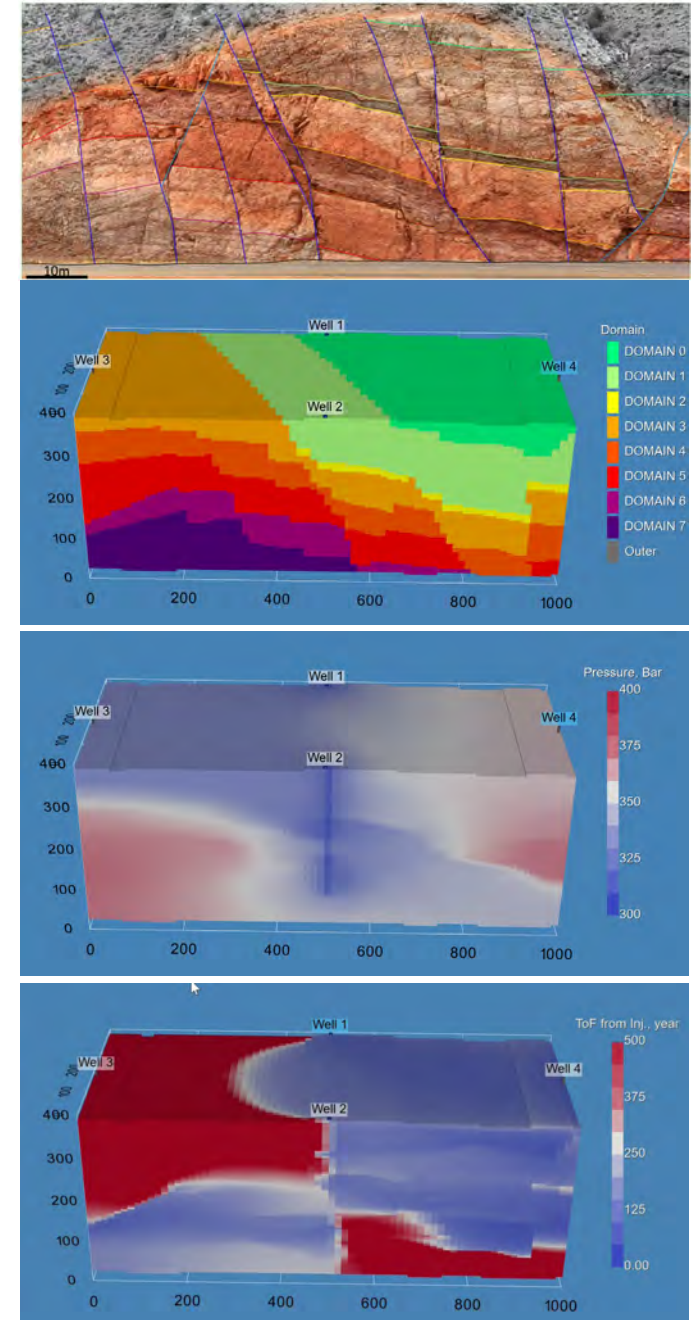 10m
Well 1
Domain
Well 3
Well 4
Well 2
DOMAIN 0
DOMAIN 1
DOMAIN 2
DOMAIN 3
DOMAIN 4
DOMAIN 5
DOMAIN 6
DOMAIN 7
Outer
100
400
300
200
100
0
0 200 400 600 800 1000
Well 1
Pressure, Bar
Well 3
Well 4
Well 2
400
375
350
325
300
100
400
300
200
100
0
0 200 400 600 800 1000
Well 1
ToF from Inj., year
Well 3
Well 4
Well 2
500
375
250
125
0.00
100
400
300
200
100
0
0 200 400 600 800 1000